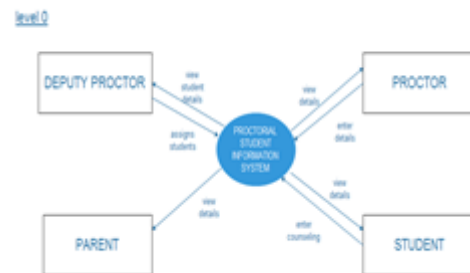 level 0
DEPUTY PROCTOR
view
student
details
assigns
students
PROCTORIAL
STUDENT
INFORMATION
SYSTEM
view
details
PROCTOR
enter
details
view
details
PARENT
view
details
enter
counseling
STUDENT